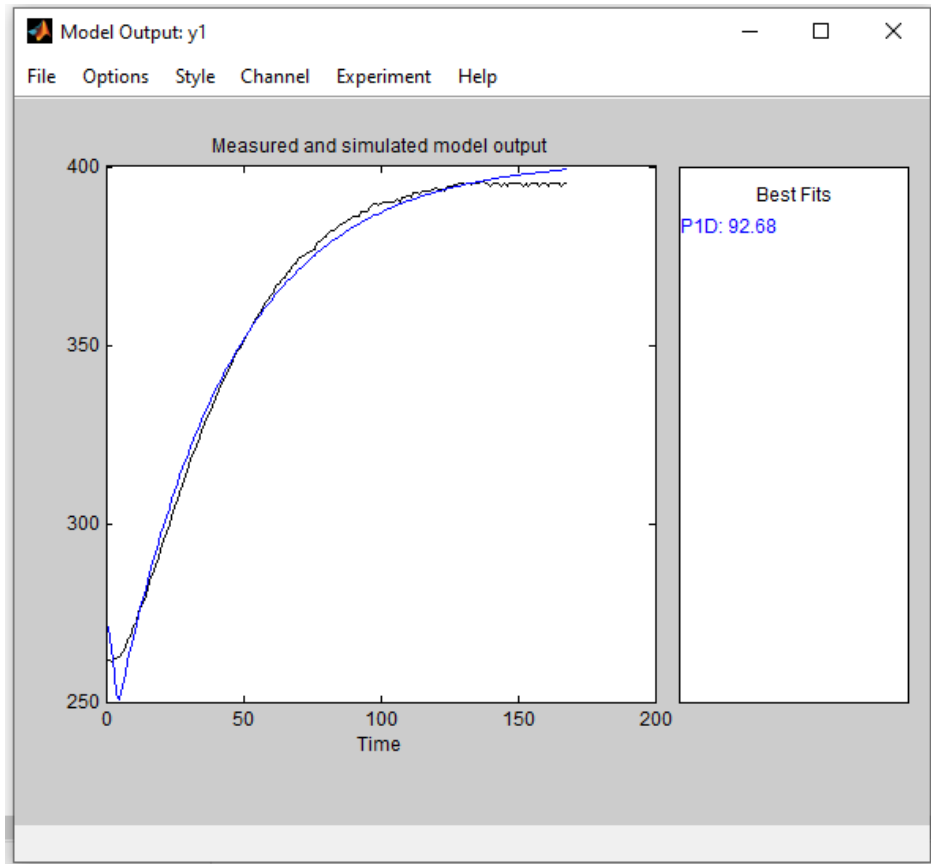 Model Output: y1
File Options Style Channel Experiment Help
Measured and simulated model output
400
350
300
250
0 50 100 150 200
Time
Best Fits
P1D: 92.68